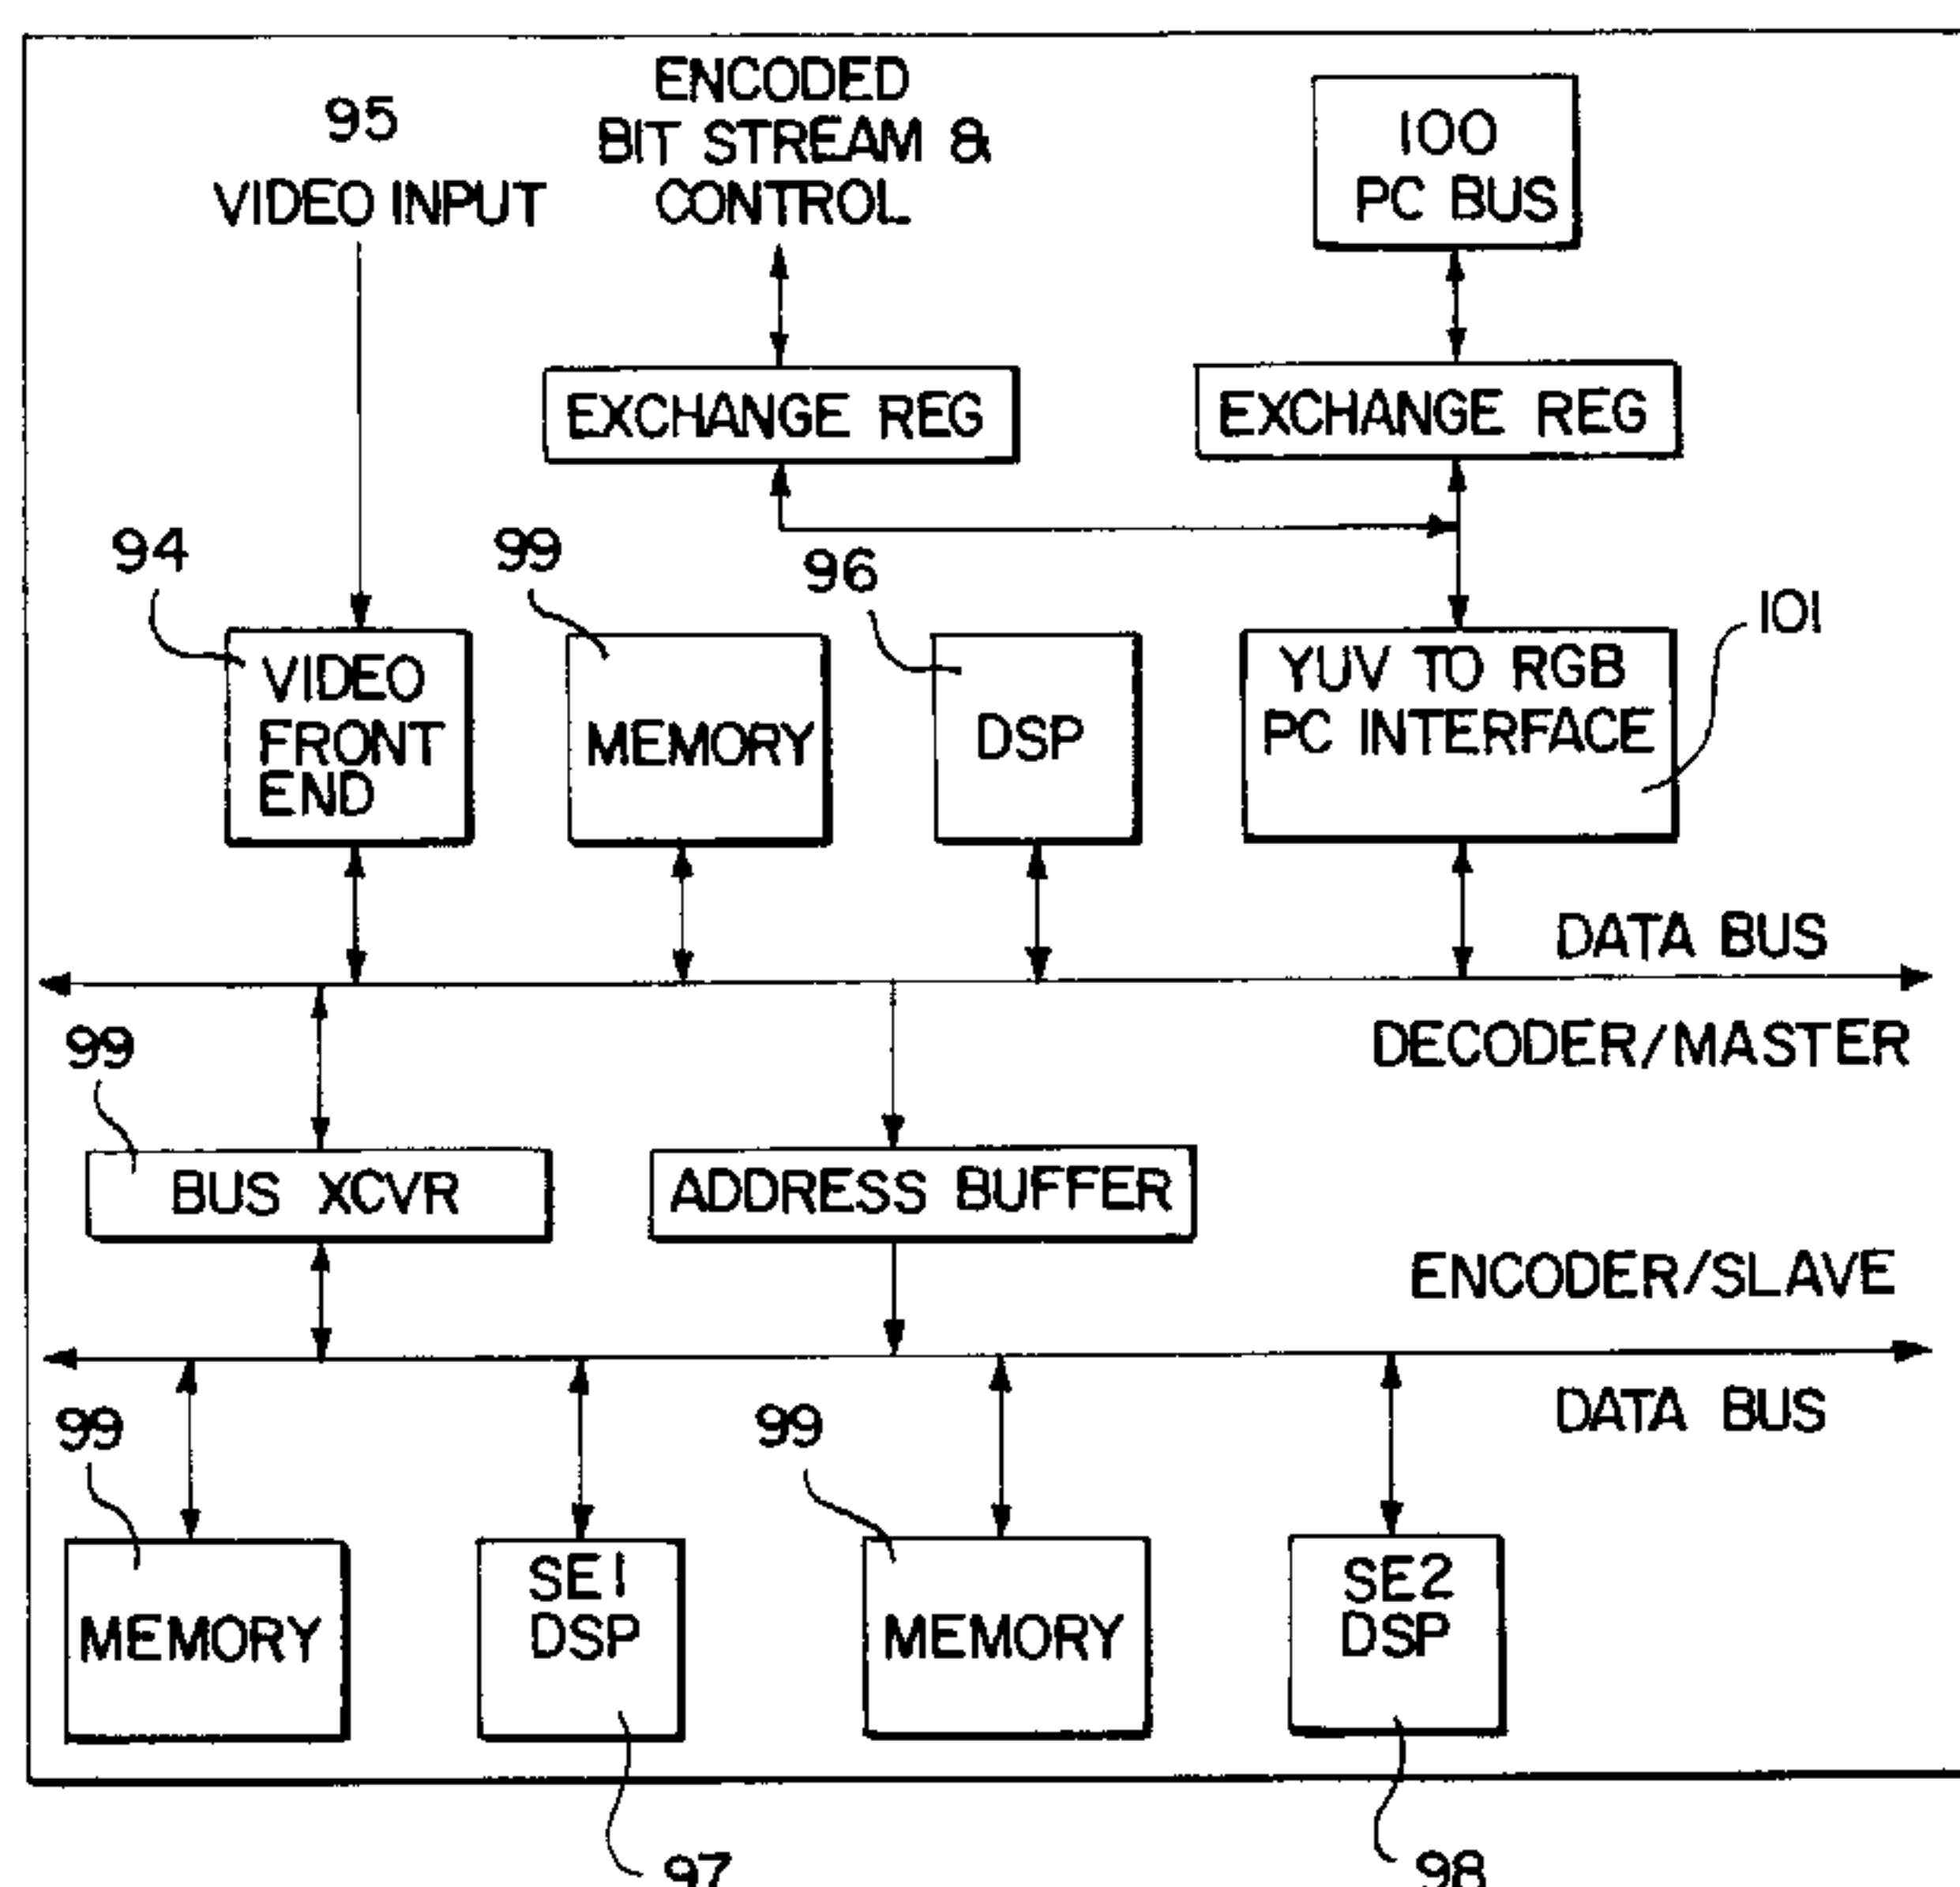 95
VIDEO INPUT
ENCODED
BIT STREAM &
CONTROL
100
PC BUS
EXCHANGE REG
EXCHANGE REG
94
99
96
101
VIDEO
FRONT
END
MEMORY
DSP
YUV TO RGB
PC INTERFACE
DATA BUS
DECODER/MASTER
99
BUS XCVR
ADDRESS BUFFER
ENCODER/SLAVE
DATA BUS
99
99
MEMORY
SE1
DSP
MEMORY
SE2
DSP
97
98